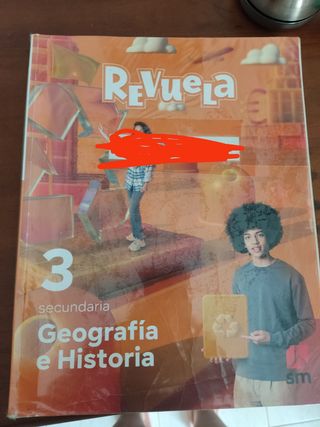 REVUELA
3
secundaria
Geografía
e Historia
sm